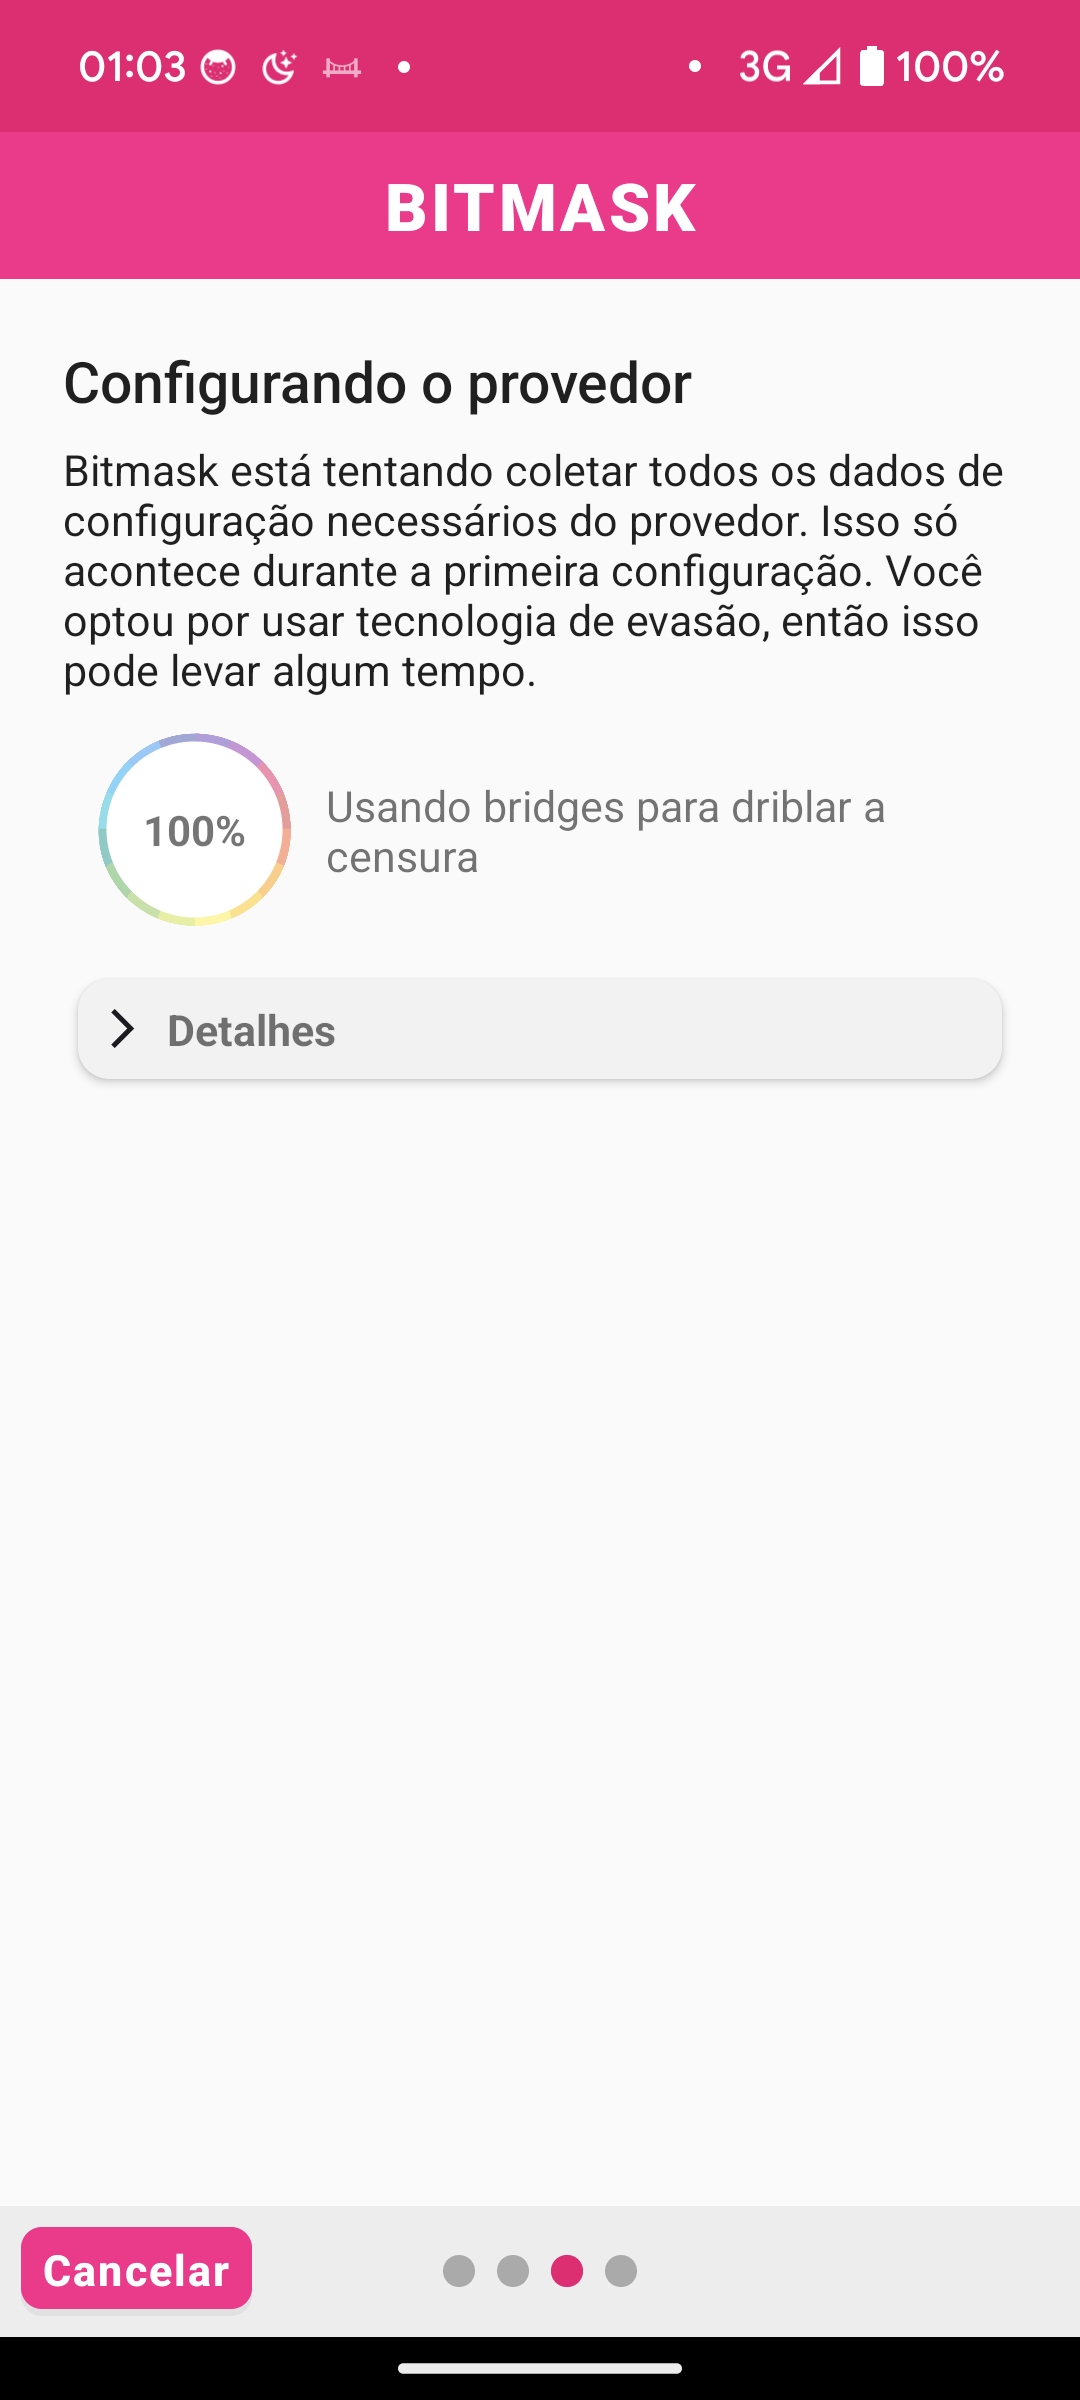 01:03 3G 100%
BITMASK
Configurando o provedor
Bitmask está tentando coletar todos os dados de
configuração necessários do provedor. Isso só
acontece durante a primeira configuração. Você
optou por usar tecnologia de evasão, então isso
pode levar algum tempo.
100%
Usando bridges para driblar a
censura
Detalhes
Cancelar